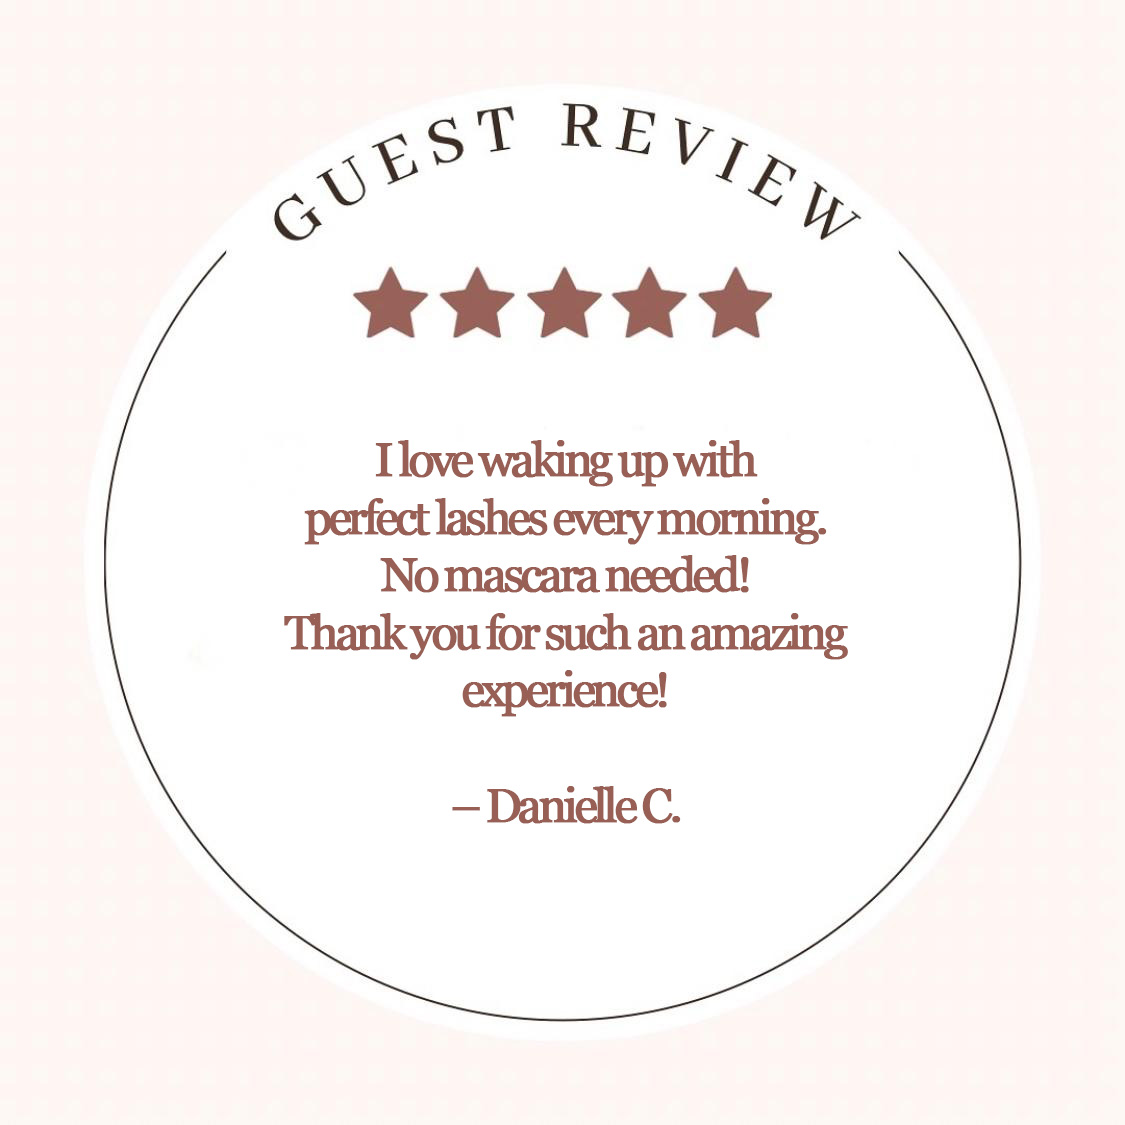 GUEST REVIEW
I love waking up with
perfect lashes every morning.
No mascara needed!
Thank you for such an amazing
experience!
– Danielle C.